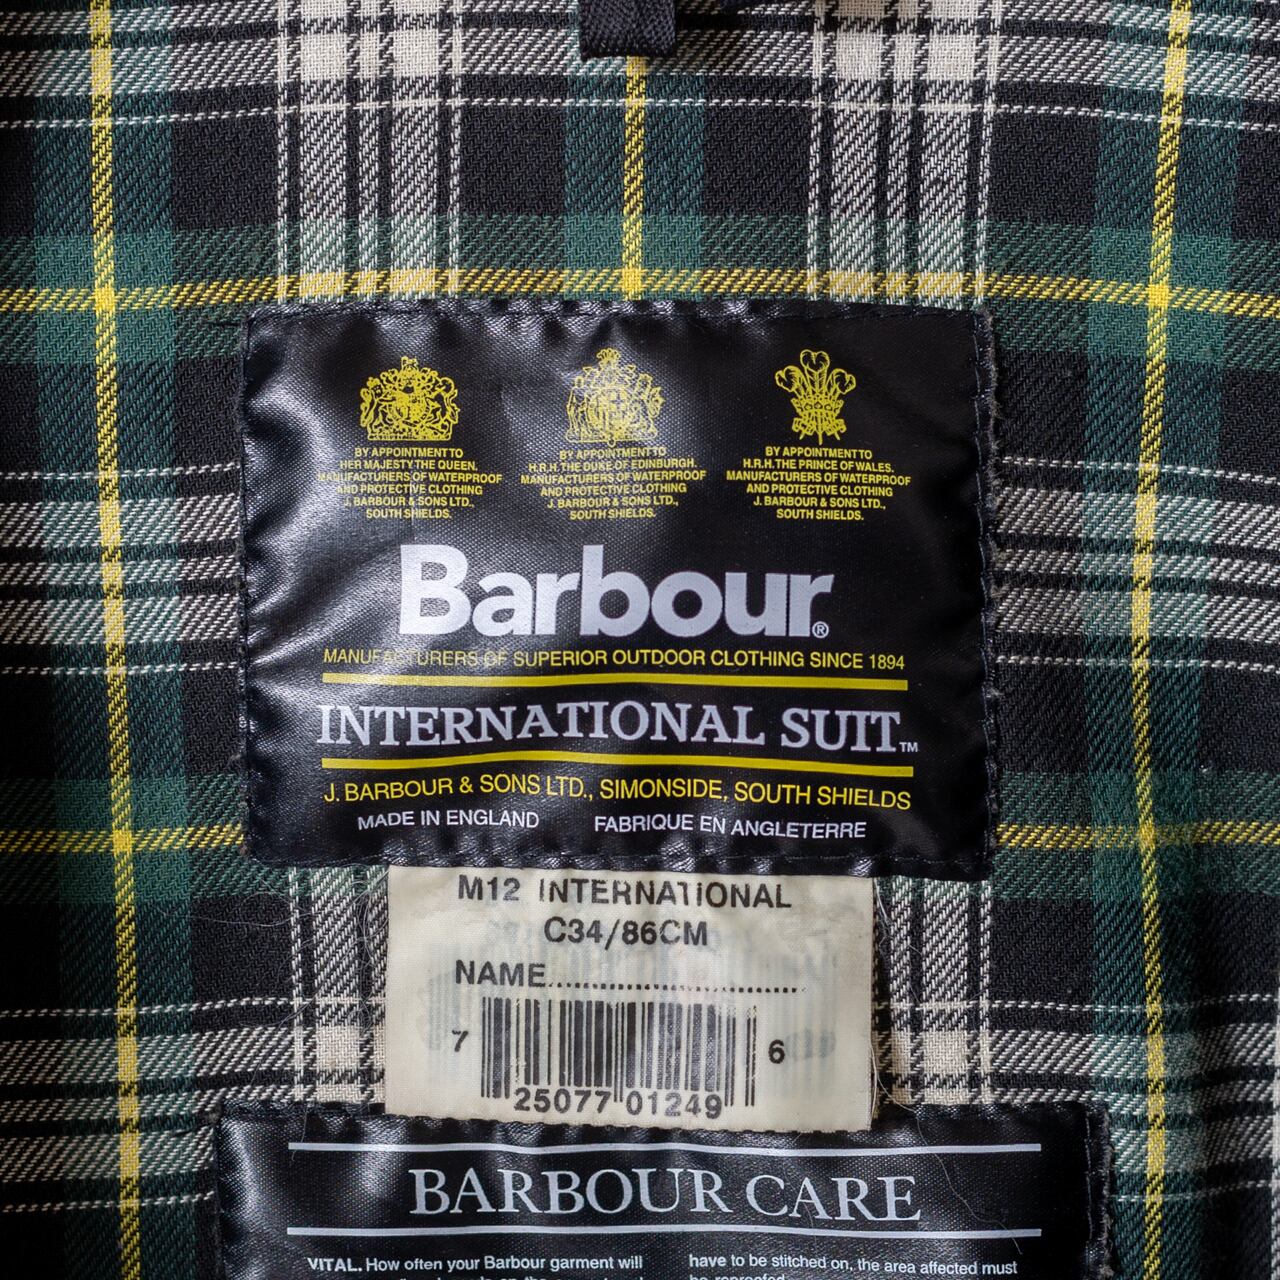 BY APPOINTMENT TO
HER MAJESTY THE QUEEN.
MANUFACTURERS OF WATERPROOF
AND PROTECTIVE CLOTHING
J. BARBOUR & SONS LTD.,
SOUTH SHIELDS.
BY APPOINTMENT TO
H.R.H. THE DUKE OF EDINBURGH.
MANUFACTURERS OF WATERPROOF
AND PROTECTIVE CLOTHING
J. BARBOUR & SONS LTD.,
SOUTH SHIELDS.
BY APPOINTMENT TO
H.R.H. THE PRINCE OF WALES.
MANUFACTURERS OF WATERPROOF
AND PROTECTIVE CLOTHING
J. BARBOUR & SONS LTD.,
SOUTH SHIELDS.
Barbour®
MANUFACTURERS OF SUPERIOR OUTDOOR CLOTHING SINCE 1894
INTERNATIONAL SUIT™
J. BARBOUR & SONS LTD., SIMONSIDE, SOUTH SHIELDS
MADE IN ENGLAND FABRIQUE EN ANGLETERRE
M12 INTERNATIONAL
C34/86CM
NAME..............................
7 25077 01249 6
BARBOUR CARE
VITAL. How often your Barbour garment will
have to be stitched on, the area affected must